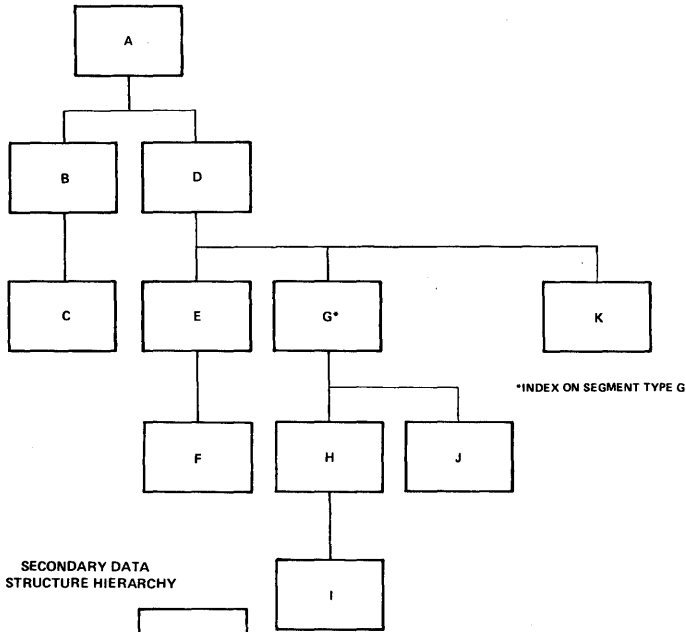 A
B D
C E G* K
*INDEX ON SEGMENT TYPE G
F H J
SECONDARY DATA
STRUCTURE HIERARCHY
I